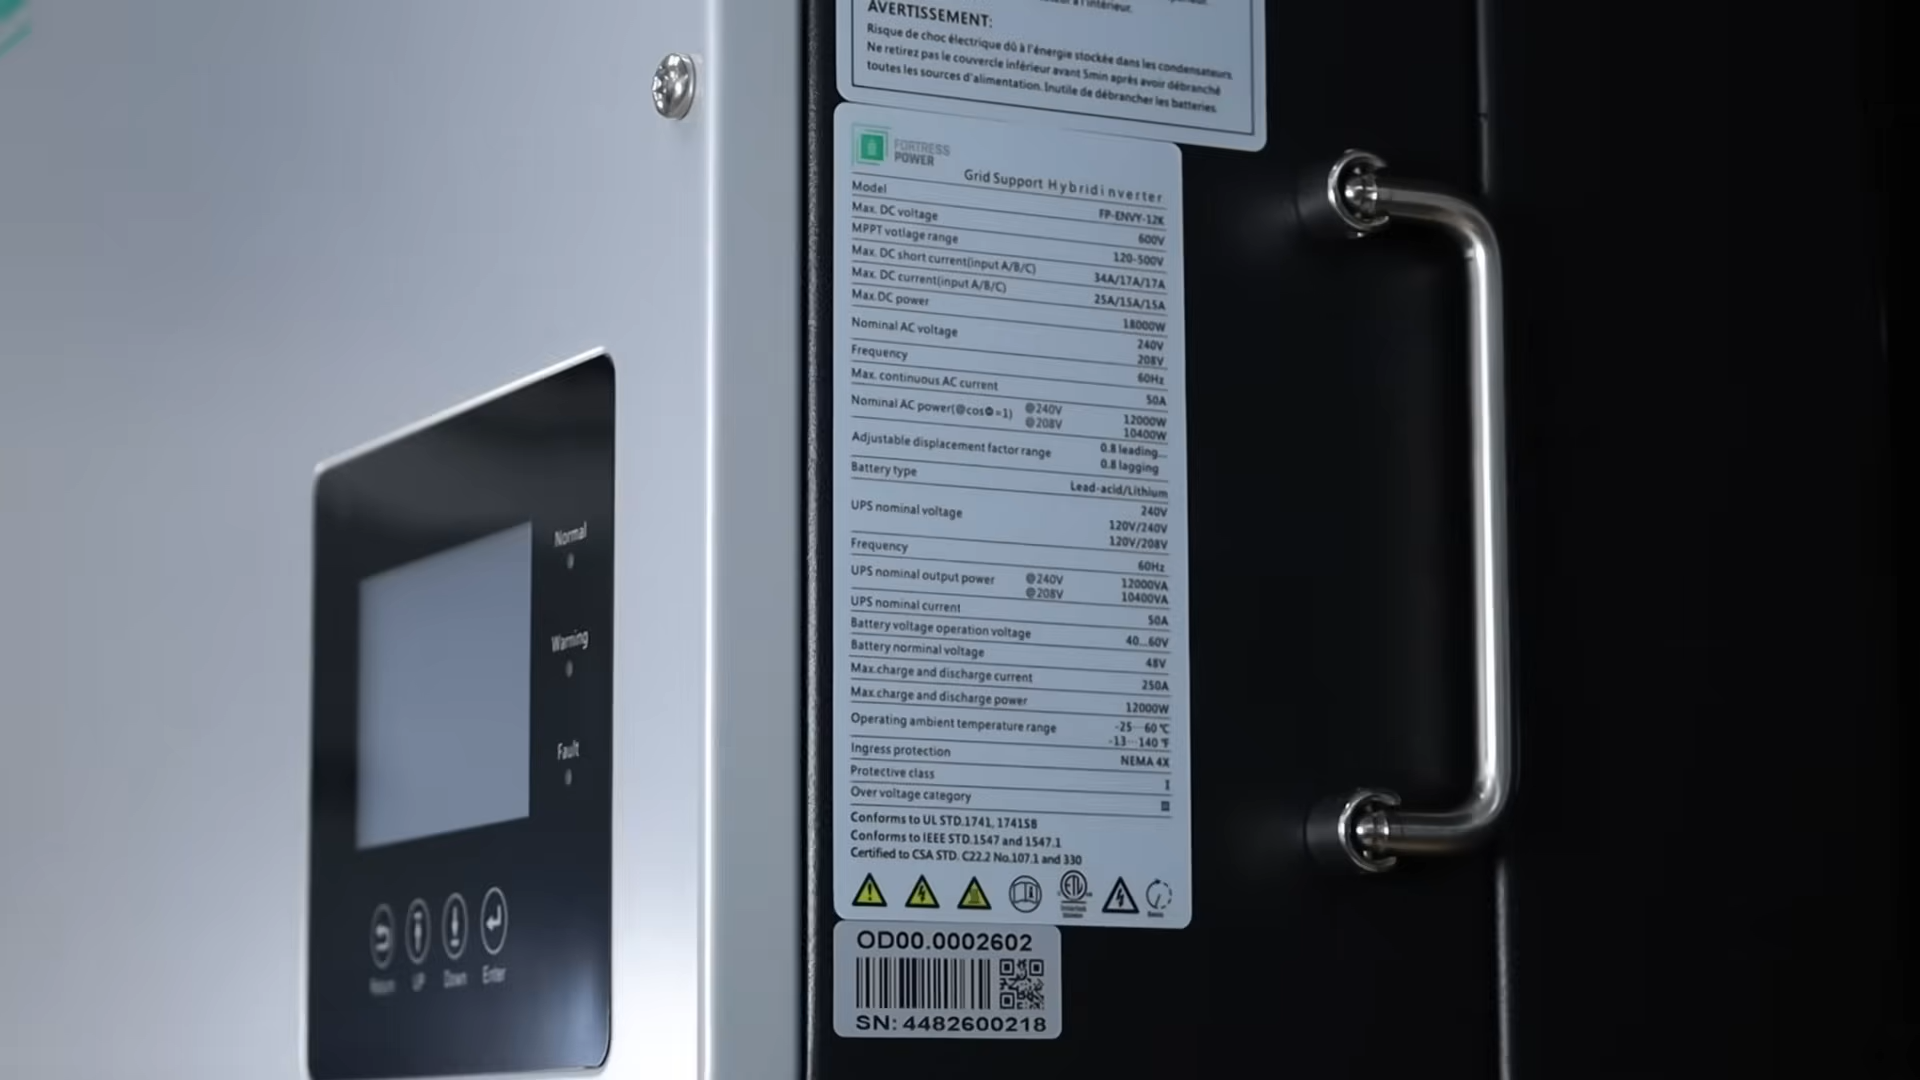 à l'intérieur.
AVERTISSEMENT:
Risque de choc électrique dû à l'énergie stockée dans les condensateurs.
Ne retirez pas le couvercle inférieur avant 5min après avoir débranché
toutes les sources d'alimentation. Inutile de débrancher les batteries.
FORTRESS
POWER
Grid Support Hybrid inverter
Model FP-ENVY-12K
Max. DC voltage 600V
MPPT votlage range 120-500V
Max. DC short current(input A/B/C) 34A/17A/17A
Max. DC current(input A/B/C) 25A/15A/15A
Max.DC power 18000W
Nominal AC voltage 240V
208V
Frequency 60Hz
Max. continuous AC current 50A
Nominal AC power(@cosΦ=1) @240V 12000W
@208V 10400W
Adjustable displacement factor range 0.8 leading...
0.8 lagging
Battery type Lead-acid/Lithium
UPS nominal voltage 240V
120V/240V
120V/208V
Frequency 60Hz
UPS nominal output power @240V 12000VA
@208V 10400VA
UPS nominal current 50A
Battery voltage operation voltage 40...60V
Battery norminal voltage 48V
Max.charge and discharge current 250A
Max.charge and discharge power 12000W
Operating ambient temperature range -25 60℃
-13 140℉
Ingress protection NEMA 4X
Protective class I
Over voltage category
Conforms to UL STD.1741, 1741SB
Conforms to IEEE STD.1547 and 1547.1
Certified to CSA STD. C22.2 No.107.1 and 330
ETL
OD00.0002602
SN: 4482600218
Normal
Warning
Fault
Return UP Down Enter